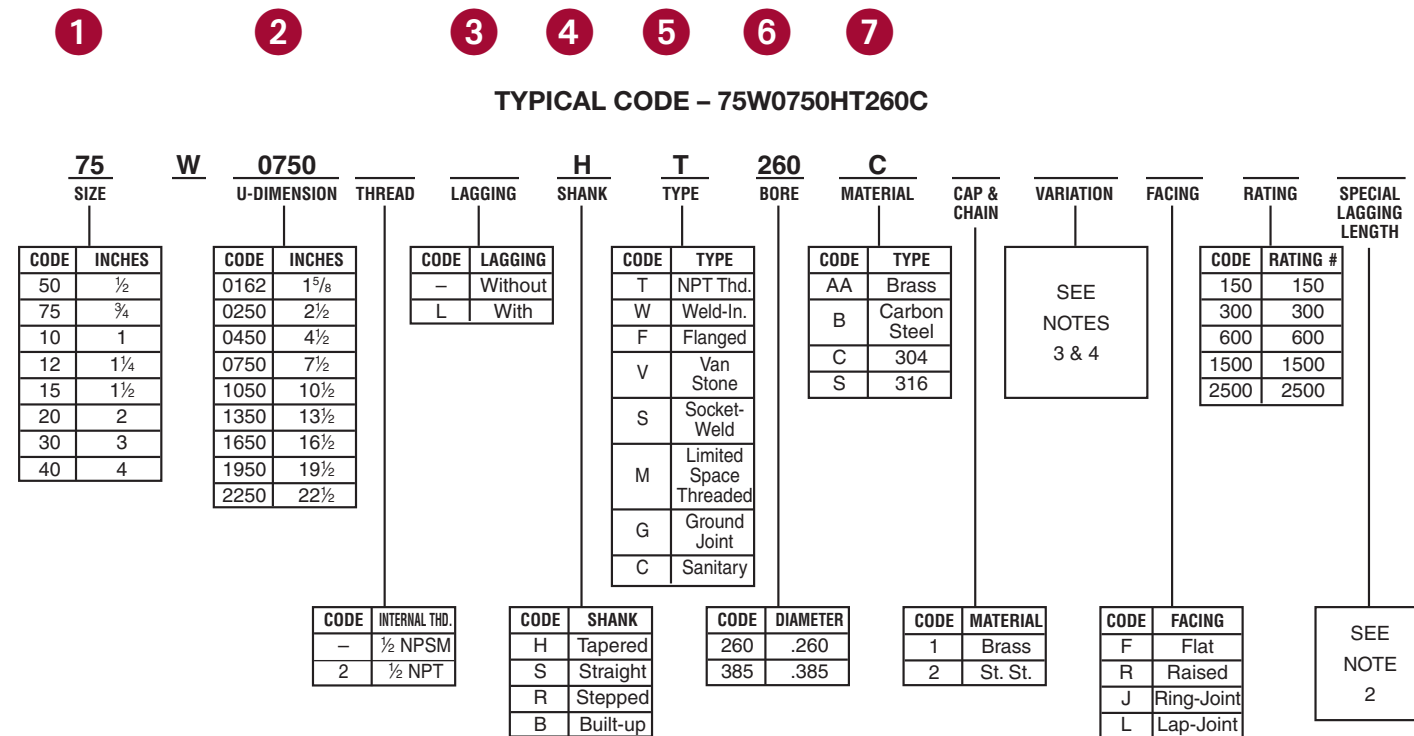 1 2 3 4 5 6 7
TYPICAL CODE – 75W0750HT260C
75 W 0750 H T 260 C
SIZE U-DIMENSION THREAD LAGGING SHANK TYPE BORE MATERIAL CAP & CHAIN VARIATION FACING RATING SPECIAL LAGGING LENGTH
CODE INCHES
50 ½
75 ¾
10 1
12 1¼
15 1½
20 2
30 3
40 4
CODE INCHES
0162 1⅝
0250 2½
0450 4½
0750 7½
1050 10½
1350 13½
1650 16½
1950 19½
2250 22½
CODE LAGGING
– Without
L With
CODE TYPE
T NPT Thd.
W Weld-In.
F Flanged
V Van Stone
S Socket-Weld
M Limited Space Threaded
G Ground Joint
C Sanitary
CODE TYPE
AA Brass
B Carbon Steel
C 304
S 316
SEE
NOTES
3 & 4
CODE RATING #
150 150
300 300
600 600
1500 1500
2500 2500
CODE INTERNAL THD.
– ½ NPSM
2 ½ NPT
CODE SHANK
H Tapered
S Straight
R Stepped
B Built-up
CODE DIAMETER
260 .260
385 .385
CODE MATERIAL
1 Brass
2 St. St.
CODE FACING
F Flat
R Raised
J Ring-Joint
L Lap-Joint
SEE
NOTE
2